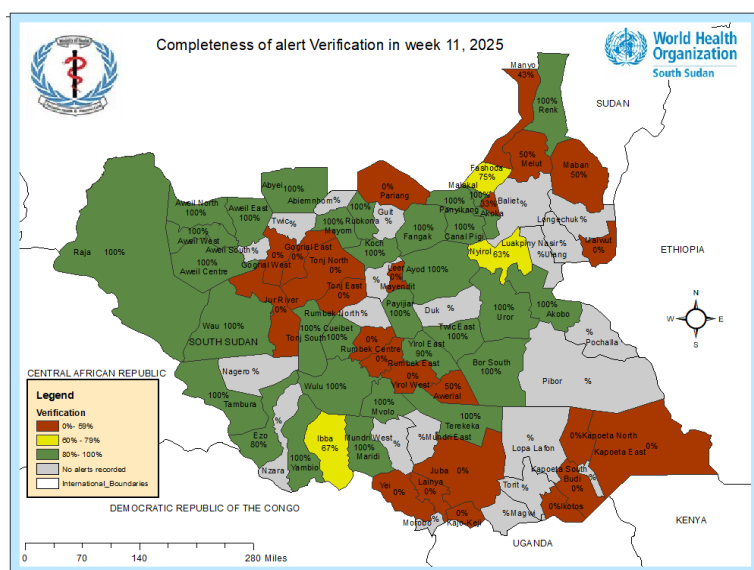 Completeness of alert Verification in week 11, 2025
World Health
Organization
South Sudan
SUDAN
ETHIOPIA
KENYA
UGANDA
DEMOCRATIC REPUBLIC OF THE CONGO
CENTRAL AFRICAN REPUBLIC
SOUTH SUDAN
Manyo
43%
100%
Renk
50%
Melut
Maban
50%
Fashoda
75%
Malakal
100%
33%
Akoka
Baliet
%
100%
Panyikang
100%
Canal Pigi
Longechuk %
Dalwut
0%
Luakpiny Nasir %
%Ulang
Nyirol
63%
0%
Pariang
Abyei
100%
Abiemnhom
%
100%
Mayom
100%
Rubkona
Guit
%
100%
Fangak
Koch
100%
Leer
0%
Mayendit
%
Ayod 100%
Payijiar
100%
Duk %
100%
Uror
100%
Akobo
%
Pochalla
Pibor %
Twic East
100%
Bor South
100%
Aweil North
100%
Aweil East
100%
Aweil West
100%
100%
Aweil Centre
Aweil South %
Twic
%
Raja 100%
Gogrial East
0%
0%
Gogrial West
Tonj North
0%
Tonj East
0%
Jur River
0%
Wau 100%
100%
Tonj South
Cueibet
100%
Rumbek North %
0%
Rumbek Centre
0%
Rumbek East
0%
Yirol West
Yirol East
90%
50%
Awerial
Wulu 100%
100%
Mvolo
Nagero %
100%
Tambura
Ezo
80%
%
Nzara
100%
Yambio
Ibba
67%
Mundri West
%
100%
Maridi
%Mundri East
100%
Terekeka
Juba
0%
Lainya
0%
Yei
0%
Morobo %
0%
Kajo-Kaji
%
Lopa Lafon
Torit %
%Magwi
0%Kapoeta North
0%
Kapoeta East
Kapoeta South
%
Budi
0%
0%Ikotos
Legend
Verification
0%- 59%
60% - 79%
80%- 100%
No alerts recorded
International_Boundaries
N
W E
S
0 70 140 280 Miles